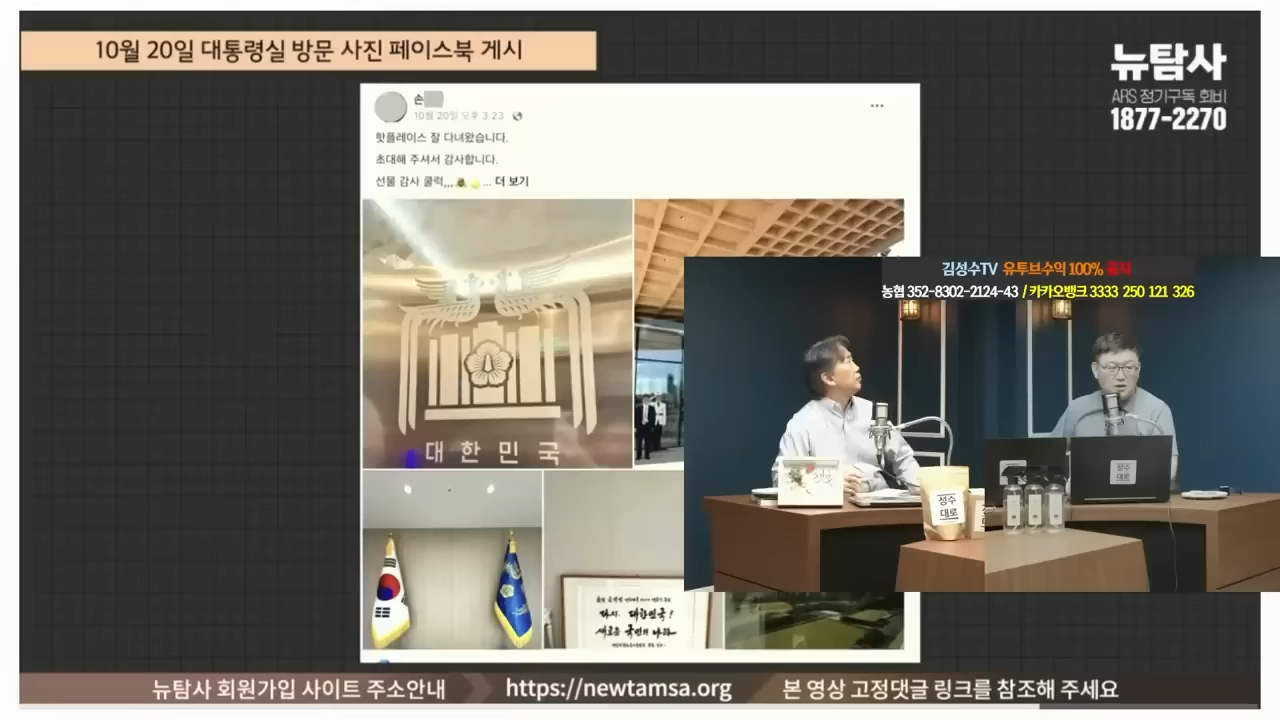 10월 20일 대통령실 방문 사진 페이스북 게시
뉴탐사
ARS 정기구독 회비
1877-2270
손
10월 20일 오후 3:23
핫플레이스 잘 다녀왔습니다.
초대해 주셔서 감사합니다.
선물 감사 쿨럭,,, ... 더 보기
대한민국
김성수TV 유투브수익 100%
농협 352-8302-2124-43 / 카카오뱅크 3333 250 121 326
성수
대로
성수
대로
다시, 대한민국!
새로운 국민의 나라
뉴탐사 회원가입 사이트 주소안내
https://newtamsa.org
본 영상 고정댓글 링크를 참조해 주세요